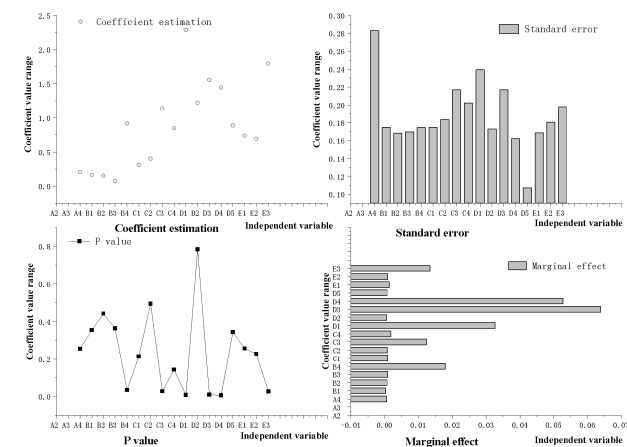 2.5
2.0
1.5
1.0
0.5
0.0
Coefficient value range
Coefficient estimation
A2 A3 A4 B1 B2 B3 B4 C1 C2 C3 C4 D1 D2 D3 D4 D5 E1 E2 E3
Independent variable
Coefficient estimation
0.30
0.28
0.26
0.24
0.22
0.20
0.18
0.16
0.14
0.12
0.10
Coefficient value range
Standard error
A2 A3 A4 B1 B2 B3 B4 C1 C2 C3 C4 D1 D2 D3 D4 D5 E1 E2 E3
Independent variable
Standard error
0.8
0.6
0.4
0.2
0.0
Coefficient value range
P value
A2 A3 A4 B1 B2 B3 B4 C1 C2 C3 C4 D1 D2 D3 D4 D5 E1 E2 E3
Independent variable
P value
E3
E2
E1
D5
D4
D3
D2
D1
C4
C3
C2
C1
B4
B3
B2
B1
A4
A3
A2
Coefficient value range
Marginal effect
-0.01 0.00 0.01 0.02 0.03 0.04 0.05 0.06 0.07
Marginal effect
Independent variable